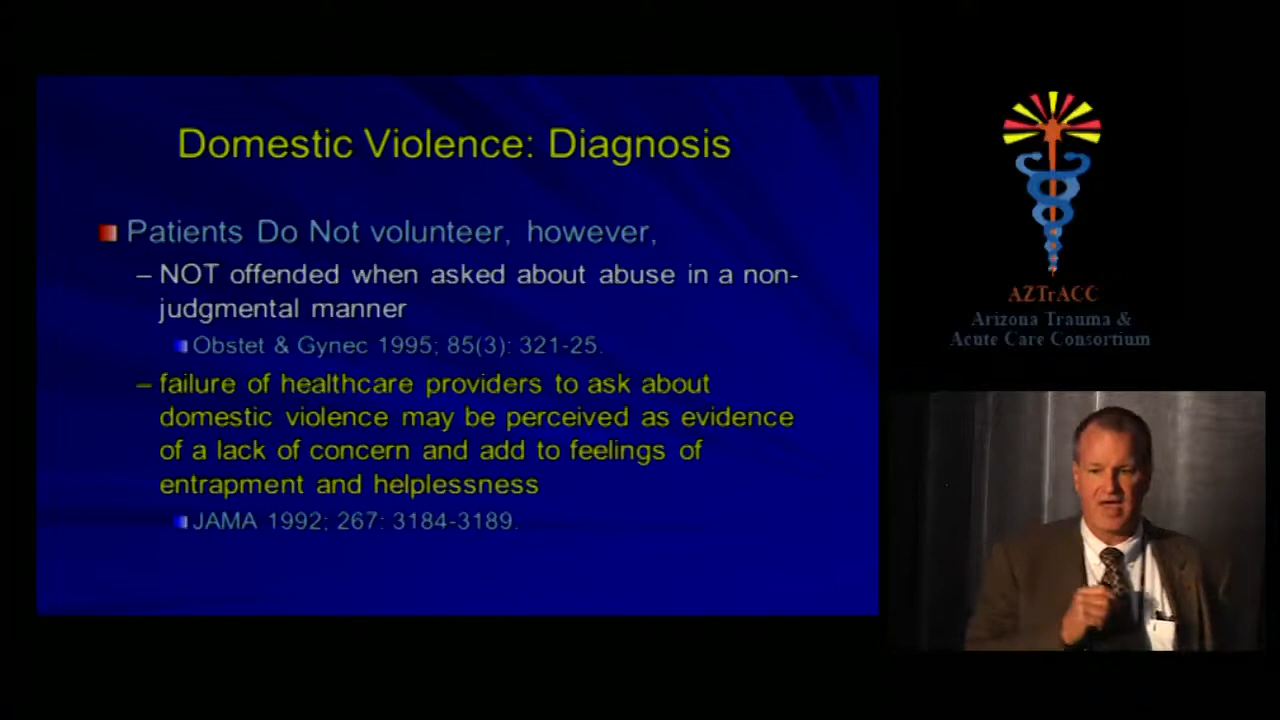 Domestic Violence: Diagnosis
Patients Do Not volunteer, however,
– NOT offended when asked about abuse in a non-
judgmental manner
Obstet & Gynec 1995; 85(3): 321-25.
– failure of healthcare providers to ask about
domestic violence may be perceived as evidence
of a lack of concern and add to feelings of
entrapment and helplessness
JAMA 1992; 267: 3184-3189.
AZTrACC
Arizona Trauma &
Acute Care Consortium